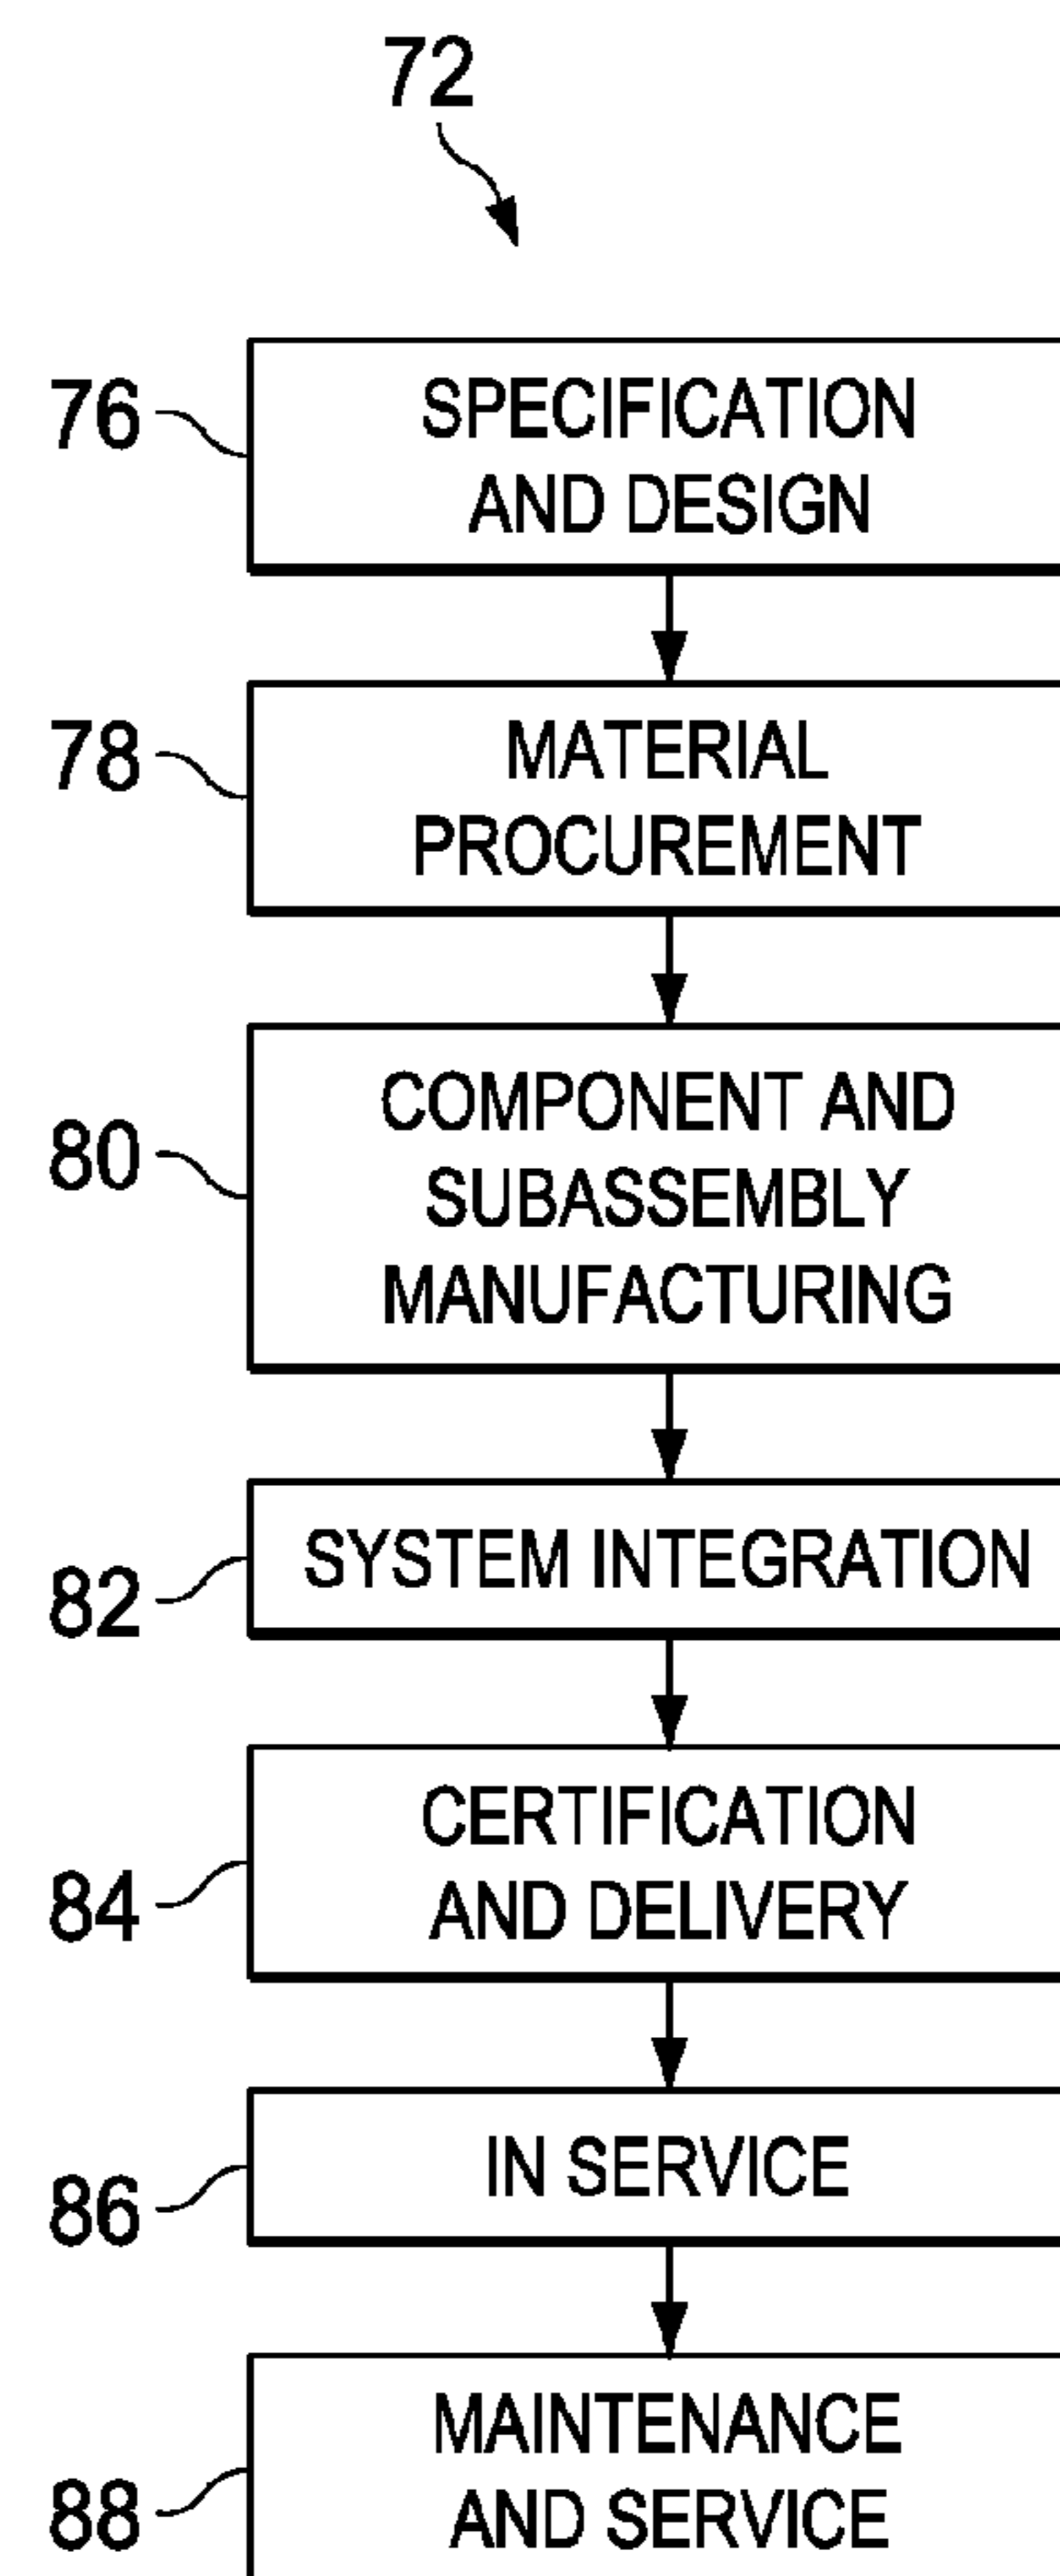 72
76
SPECIFICATION
AND DESIGN
78
MATERIAL
PROCUREMENT
80
COMPONENT AND
SUBASSEMBLY
MANUFACTURING
82
SYSTEM INTEGRATION
84
CERTIFICATION
AND DELIVERY
86
IN SERVICE
88
MAINTENANCE
AND SERVICE